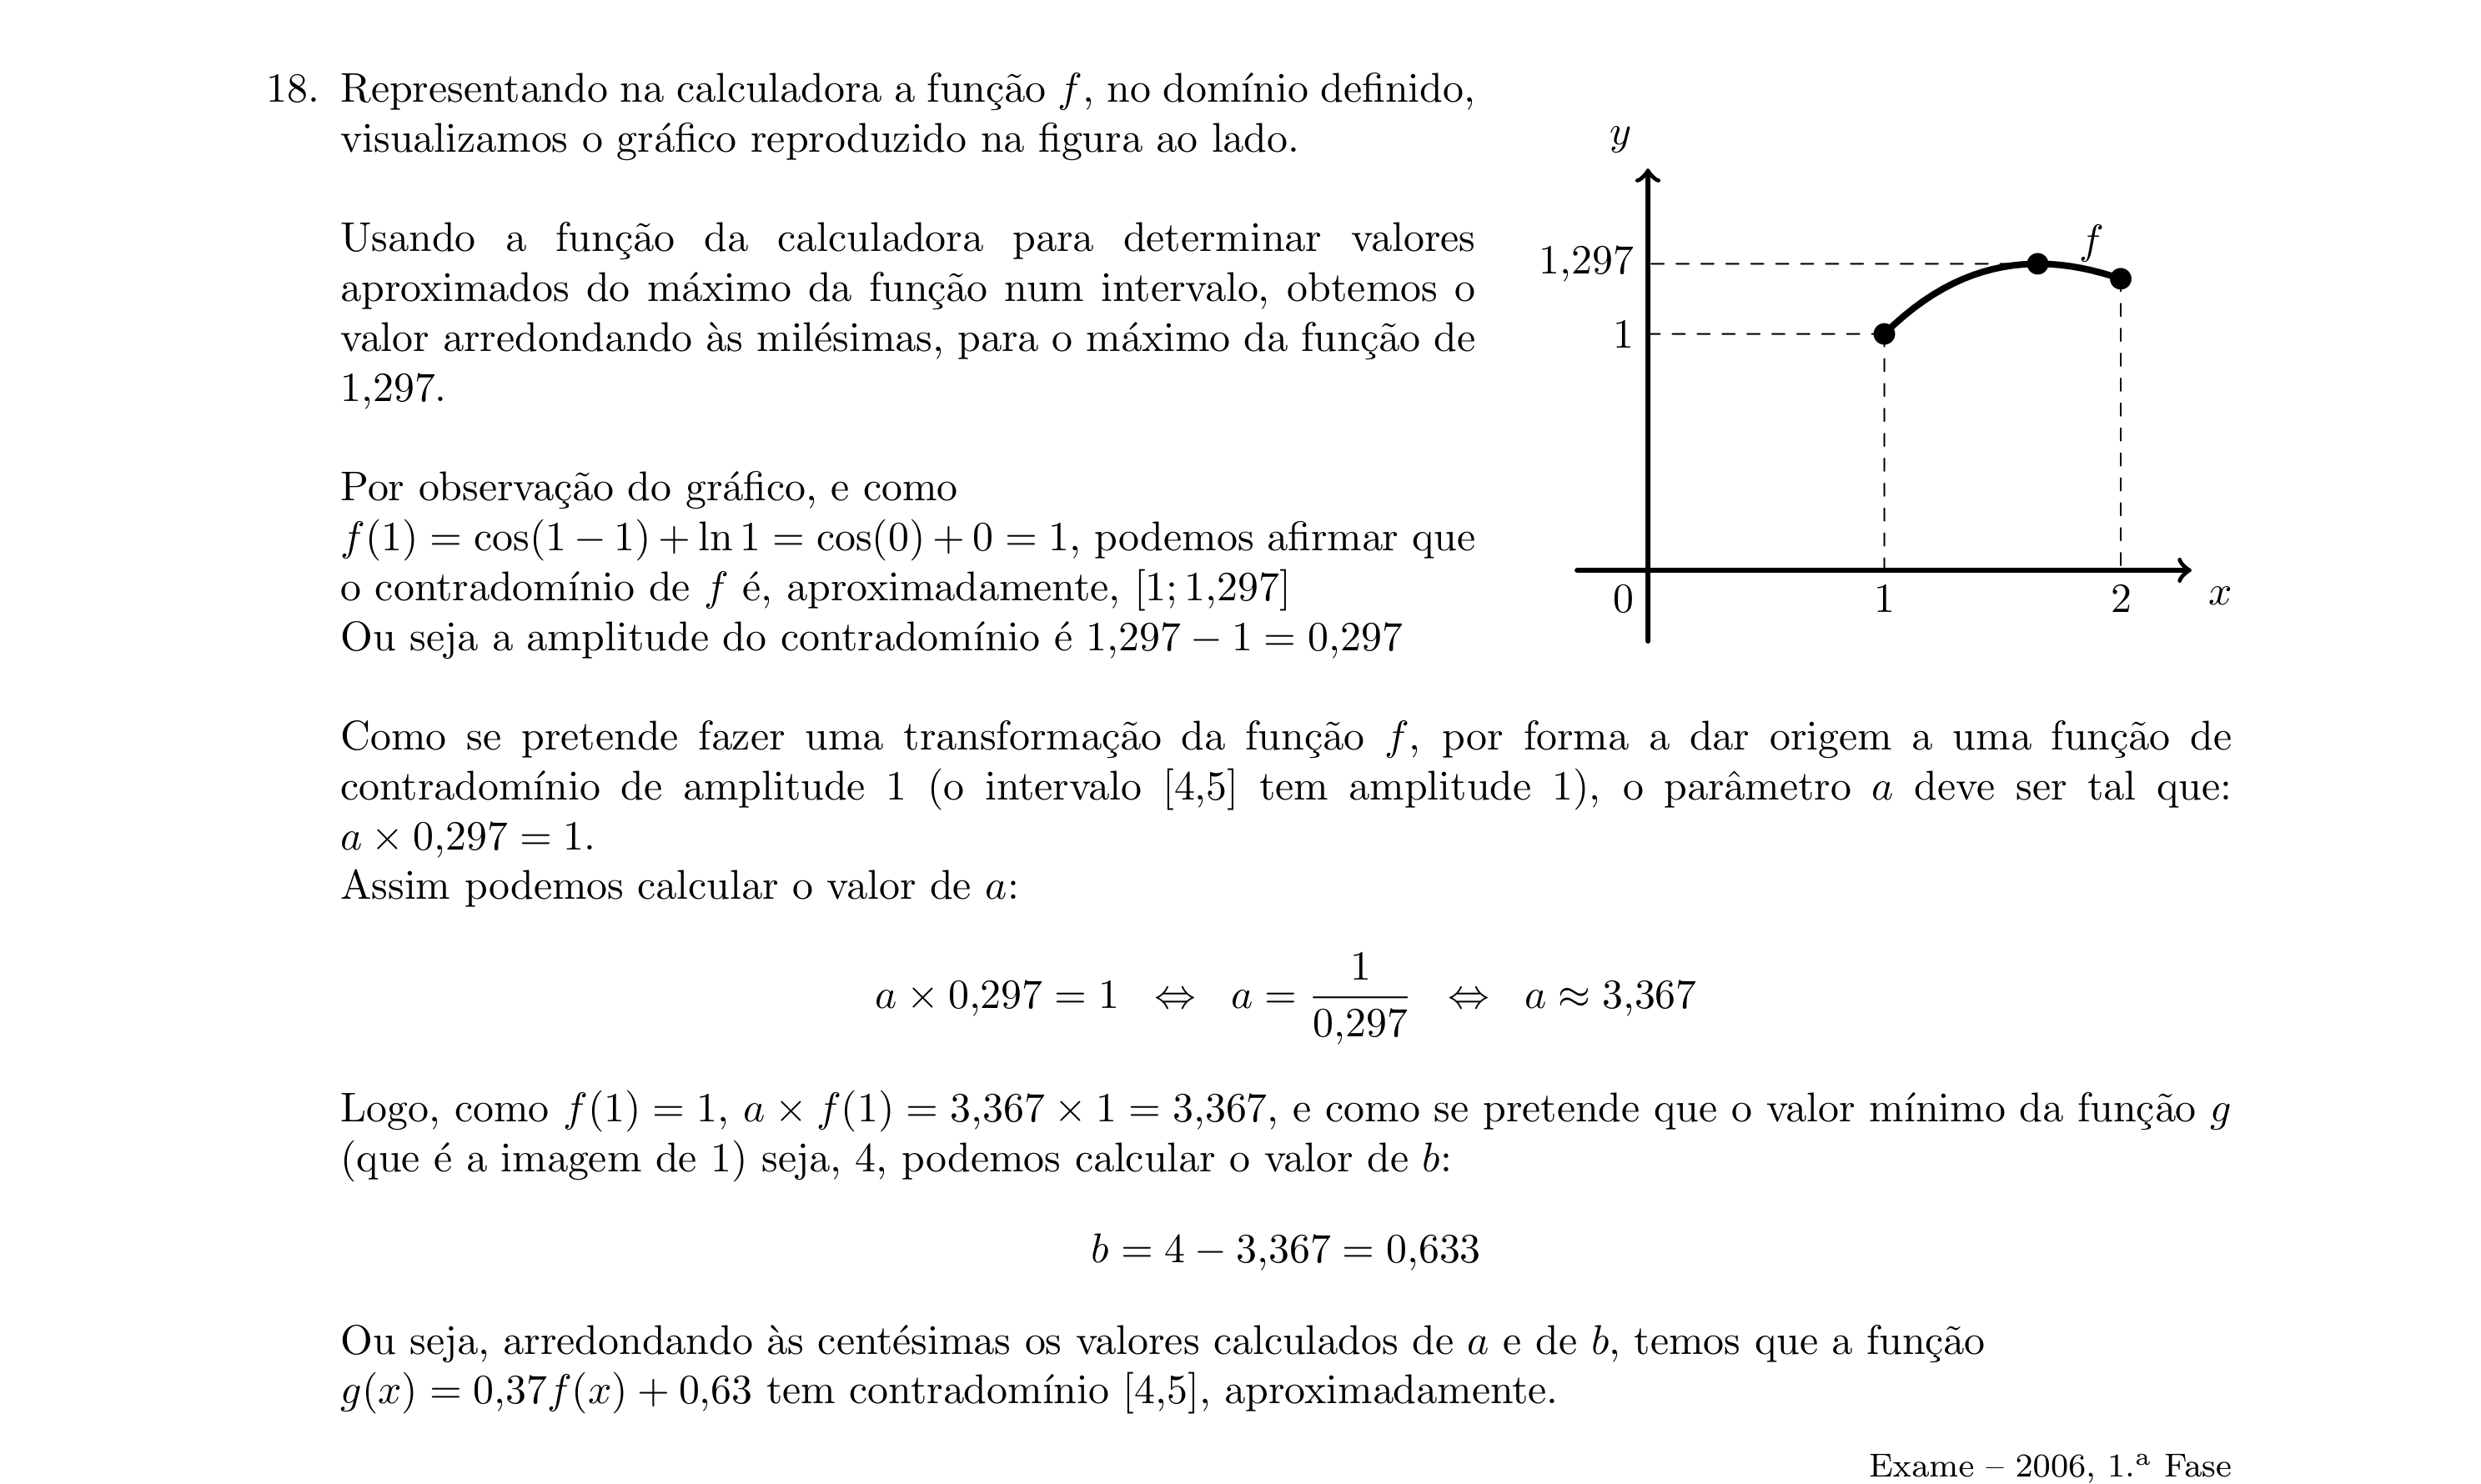 18. Representando na calculadora a função f, no domínio definido,
visualizamos o gráfico reproduzido na figura ao lado.
Usando a função da calculadora para determinar valores
aproximados do máximo da função num intervalo, obtemos o
valor arredondando às milésimas, para o máximo da função de
1,297.
Por observação do gráfico, e como
f(1) = cos(1 − 1) + ln 1 = cos(0) + 0 = 1, podemos afirmar que
o contradomínio de f é, aproximadamente, [1; 1,297]
Ou seja a amplitude do contradomínio é 1,297 − 1 = 0,297
y
f
1,297
1
0
1
2
x
Como se pretende fazer uma transformação da função f, por forma a dar origem a uma função de
contradomínio de amplitude 1 (o intervalo [4,5] tem amplitude 1), o parâmetro a deve ser tal que:
a × 0,297 = 1.
Assim podemos calcular o valor de a:
a × 0,297 = 1 ⇔ a = 1/0,297 ⇔ a ≈ 3,367
Logo, como f(1) = 1, a × f(1) = 3,367 × 1 = 3,367, e como se pretende que o valor mínimo da função g
(que é a imagem de 1) seja, 4, podemos calcular o valor de b:
b = 4 − 3,367 = 0,633
Ou seja, arredondando às centésimas os valores calculados de a e de b, temos que a função
g(x) = 0,37f(x) + 0,63 tem contradomínio [4,5], aproximadamente.
Exame – 2006, 1.ª Fase